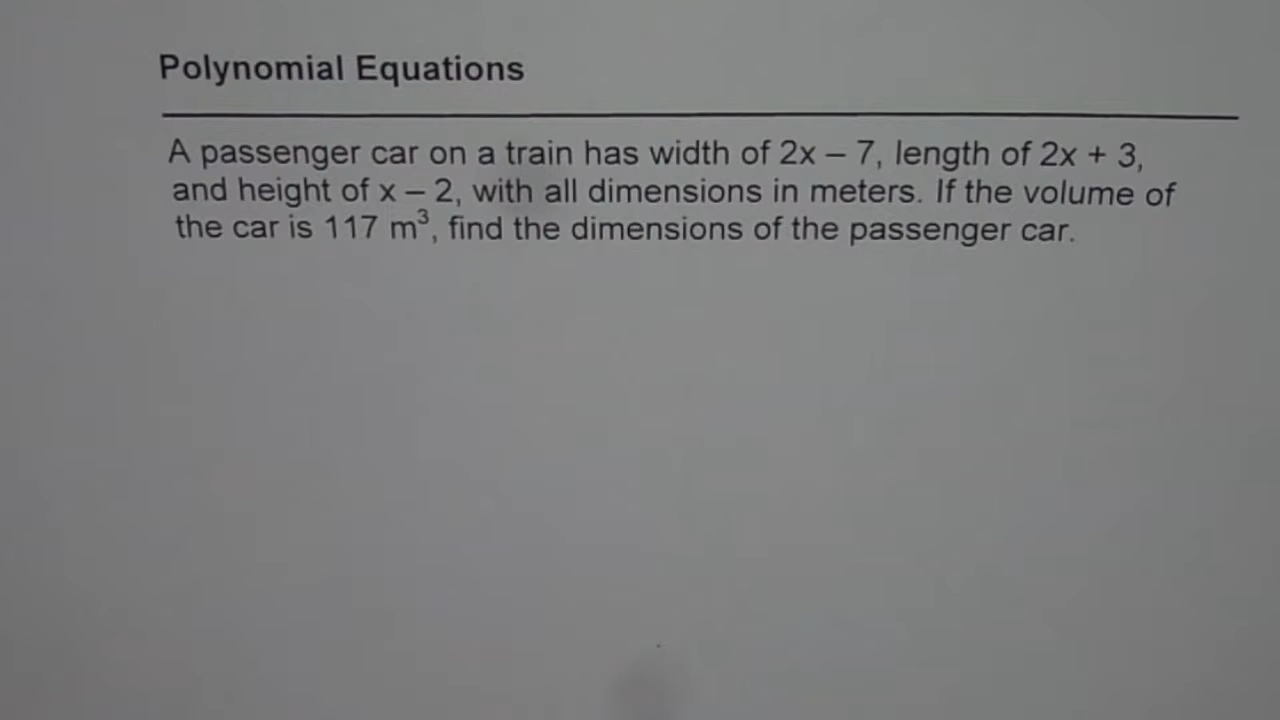 Polynomial Equations
A passenger car on a train has width of 2x – 7, length of 2x + 3,
and height of x – 2, with all dimensions in meters. If the volume of
the car is 117 m³, find the dimensions of the passenger car.